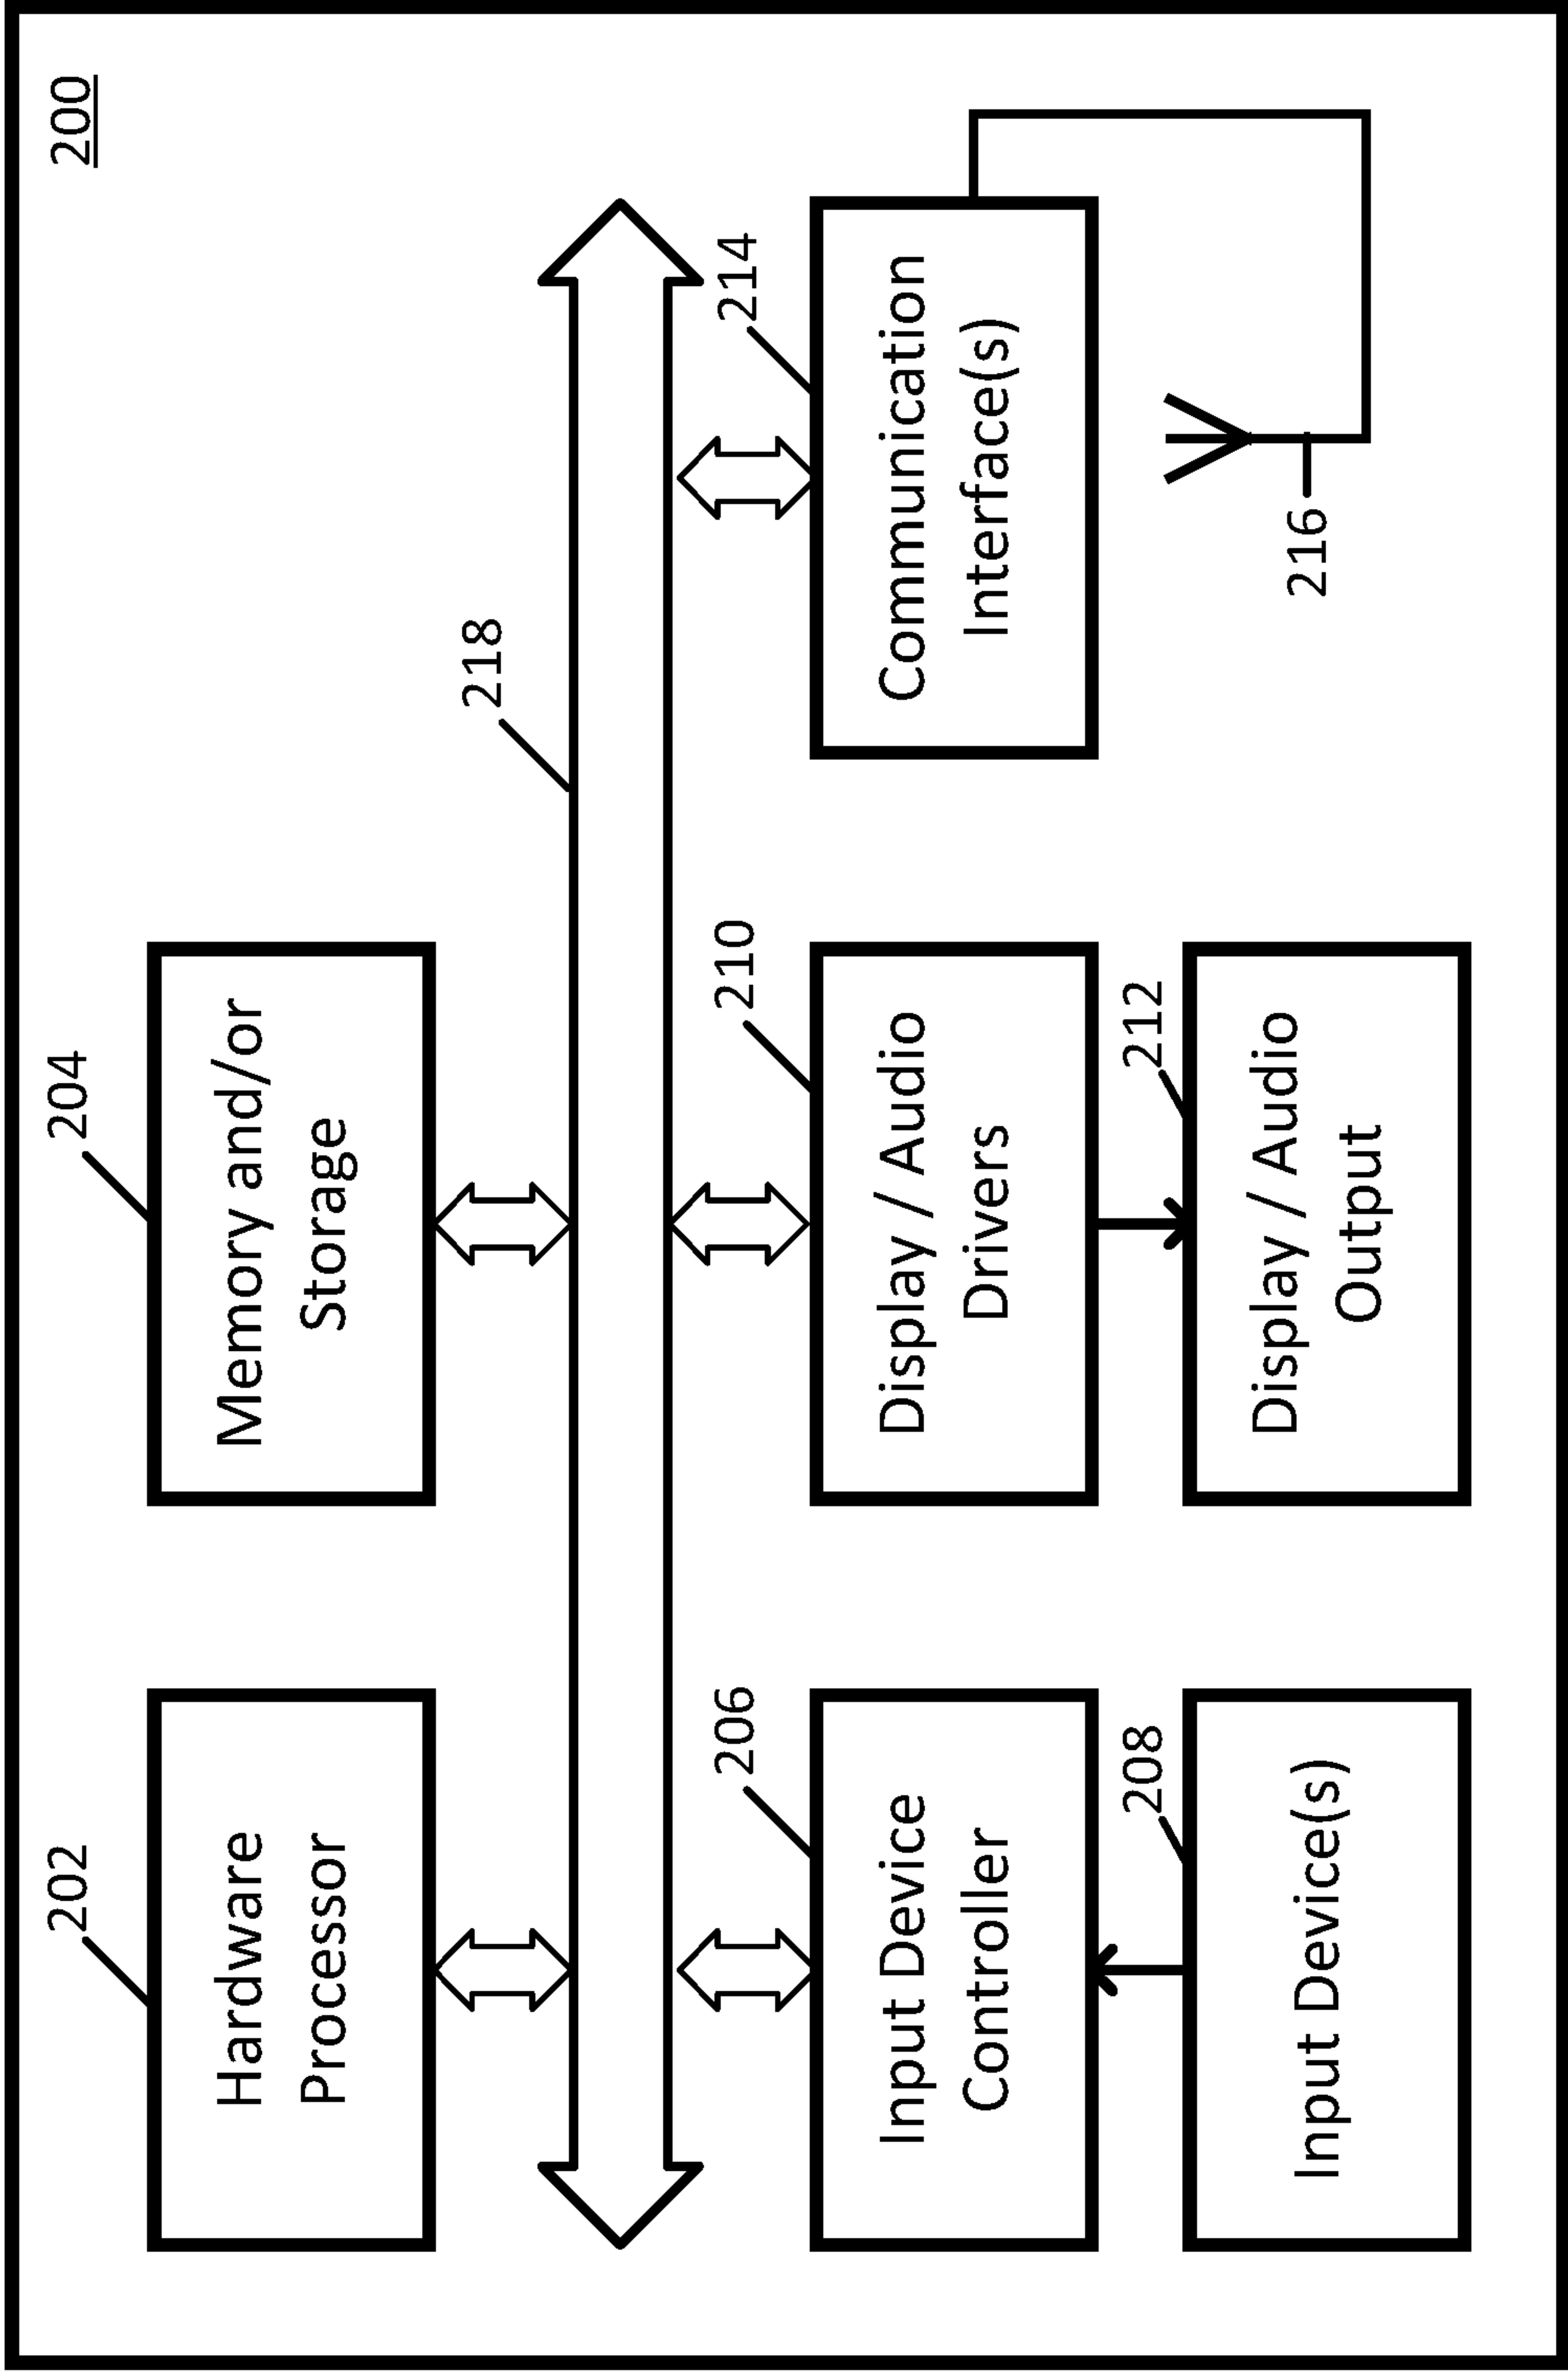 200
202
Hardware
Processor
204
Memory and/or
Storage
218
206
Input Device
Controller
210
Display / Audio
Drivers
214
Communication
Interface(s)
208
Input Device(s)
212
Display / Audio
Output
216